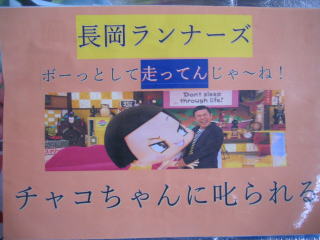 長岡ランナーズ
ボーっとして走ってんじゃ～ね！
Don't sleep
through life!
チャコちゃんに叱られる